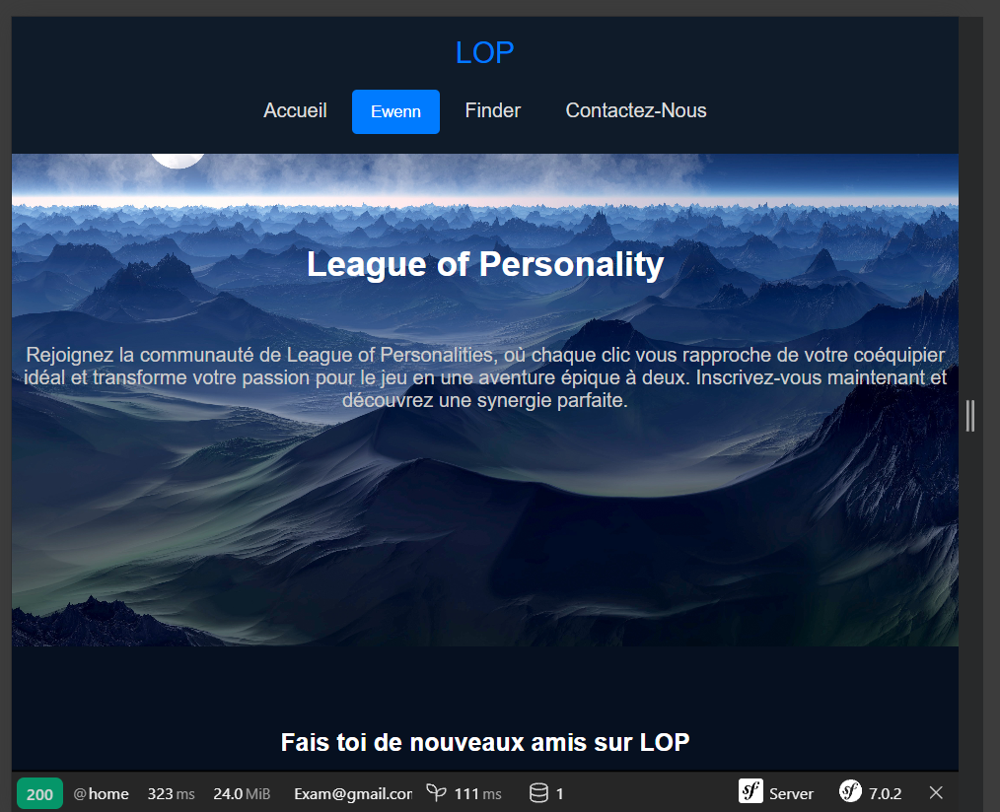 LOP
Accueil Ewenn Finder Contactez-Nous
League of Personality
Rejoignez la communauté de League of Personalities, où chaque clic vous rapproche de votre coéquipier
idéal et transforme votre passion pour le jeu en une aventure épique à deux. Inscrivez-vous maintenant et
découvrez une synergie parfaite.
Fais toi de nouveaux amis sur LOP
200 @home 323 ms 24.0 MiB Exam@gmail.com 111 ms 1 sf Server sf 7.0.2